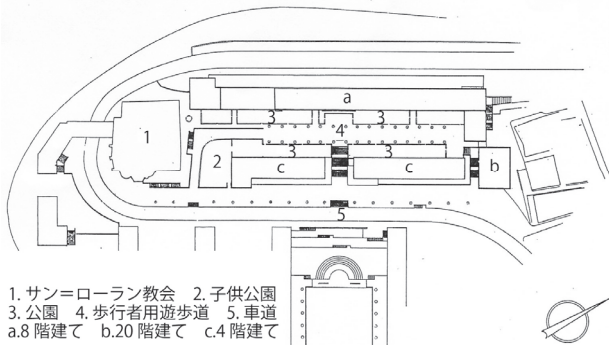 a
3
3
4
1
2
3
3
c
c
b
5
1. サン=ローラン教会 2. 子供公園
3. 公園 4. 歩行者用遊歩道 5. 車道
a.8 階建て b.20 階建て c.4 階建て